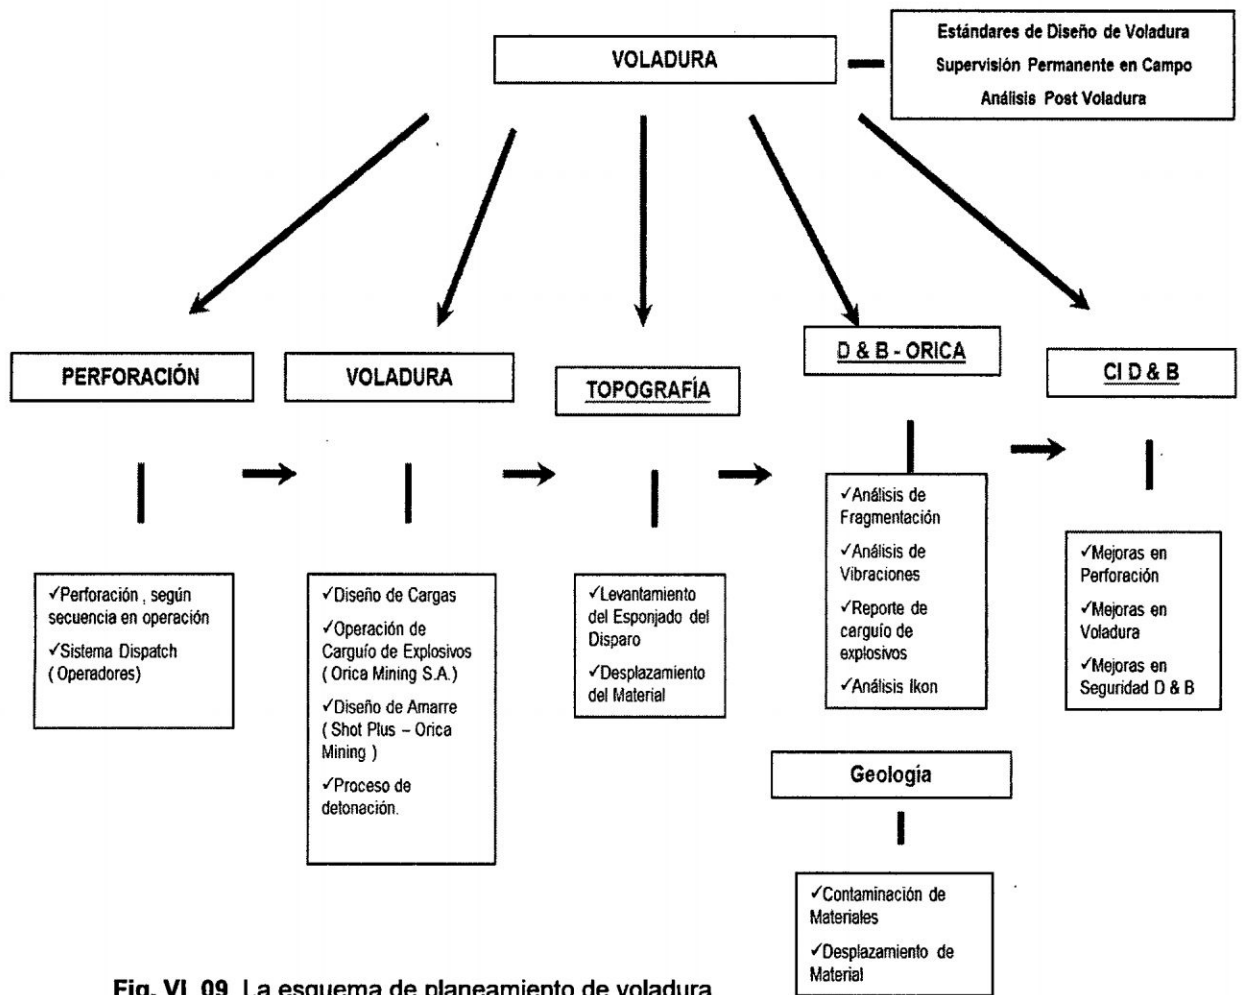 VOLADURA
Estándares de Diseño de Voladura
Supervisión Permanente en Campo
Análisis Post Voladura
PERFORACIÓN
VOLADURA
TOPOGRAFÍA
D & B - ORICA
CI D & B
✓Perforación , según
secuencia en operación
✓Sistema Dispatch
( Operadores)
✓Diseño de Cargas
✓Operación de
Carguío de Explosivos
( Orica Mining S.A.)
✓Diseño de Amarre
( Shot Plus – Orica
Mining )
✓Proceso de
detonación.
✓Levantamiento
del Esponjado del
Disparo
✓Desplazamiento
del Material
✓Análisis de
Fragmentación
✓Análisis de
Vibraciones
✓Reporte de
carguío de
explosivos
✓Análisis Ikon
✓Mejoras en
Perforación
✓Mejoras en
Voladura
✓Mejoras en
Seguridad D & B
Geología
✓Contaminación de
Materiales
✓Desplazamiento de
Material
Fig. VI. 09. La esquema de planeamiento de voladura